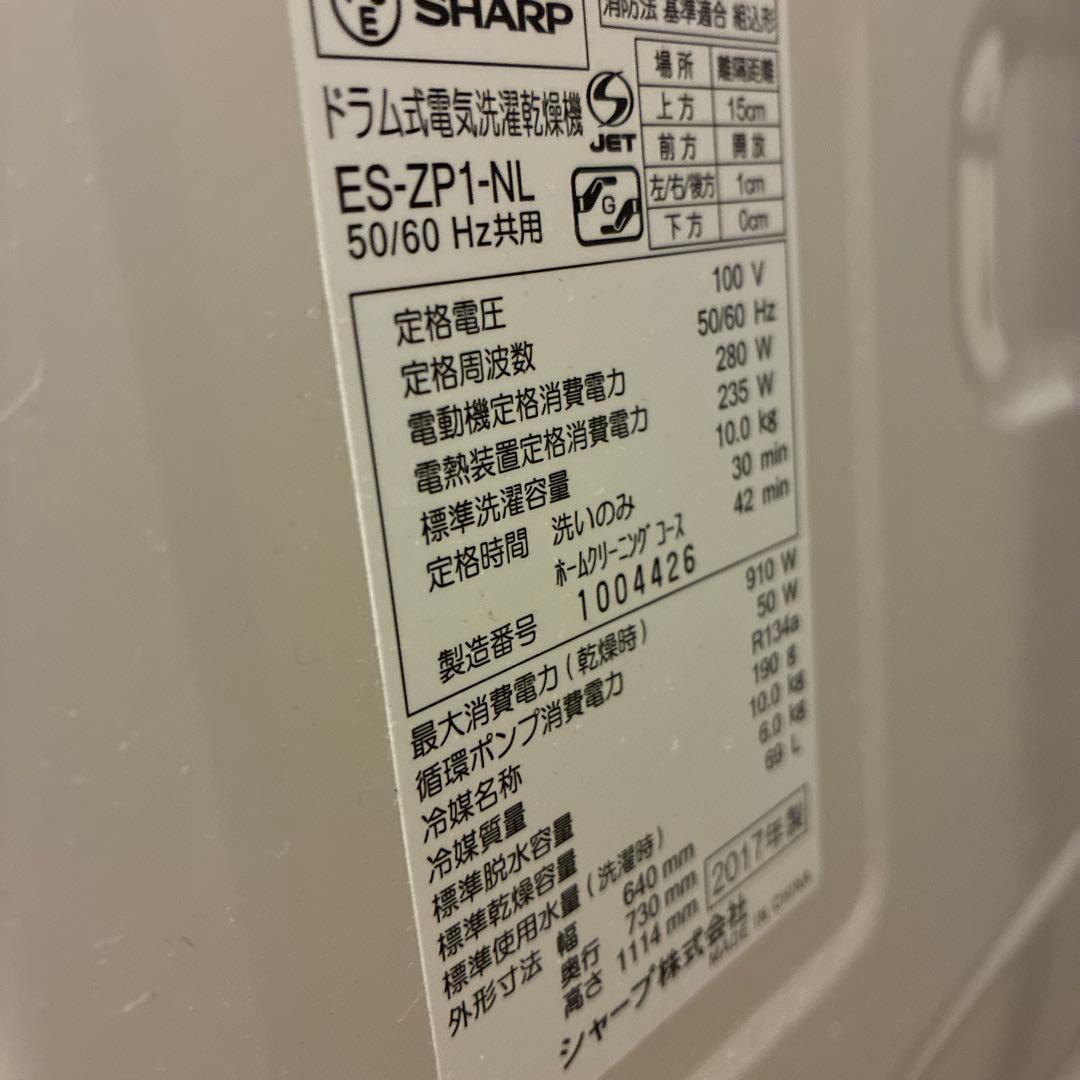 E SHARP
消防法 基準適合 組込形
場所 離隔距離
上方 15cm
前方 開放
左/右/後方 1cm
下方 0cm
ドラム式電気洗濯乾燥機
S JET
ES-ZP1-NL
G
50/60 Hz共用
定格電圧 100 V
定格周波数 50/60 Hz
電動機定格消費電力 280 W
電熱装置定格消費電力 235 W
標準洗濯容量 10.0 kg
定格時間 洗いのみ 30 min
ホームクリーニング コース 42 min
製造番号 1004426
最大消費電力(乾燥時) 910 W
循環ポンプ消費電力 50 W
冷媒名称 R134a
冷媒質量 190 g
標準脱水容量 10.0 kg
標準乾燥容量 6.0 kg
標準使用水量(洗濯時) 69 L
外形寸法 幅 640 mm
奥行 730 mm
高さ 1114 mm
2017年製
シャープ株式会社
MADE IN CHINA